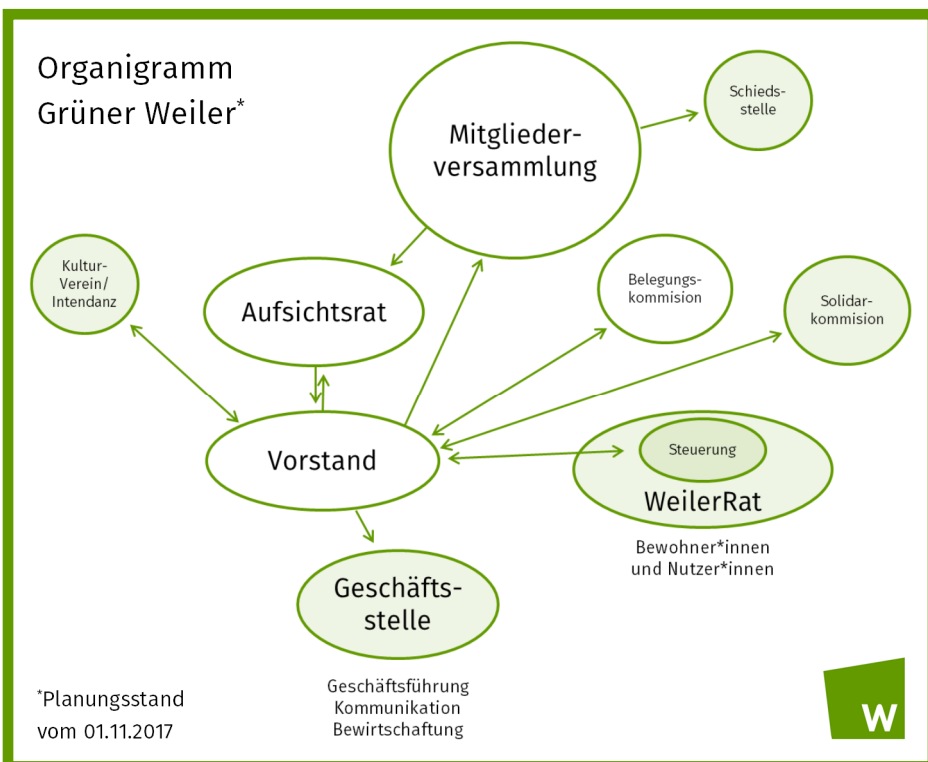 Organigramm
Grüner Weiler*
Mitglieder-
versammlung
Schieds-
stelle
Kultur-
Verein/
Intendanz
Aufsichtsrat
Belegungs-
kommision
Solidar-
kommision
Vorstand
Steuerung
WeilerRat
Bewohner*innen
und Nutzer*innen
Geschäfts-
stelle
Geschäftsführung
Kommunikation
Bewirtschaftung
*Planungsstand
vom 01.11.2017
W